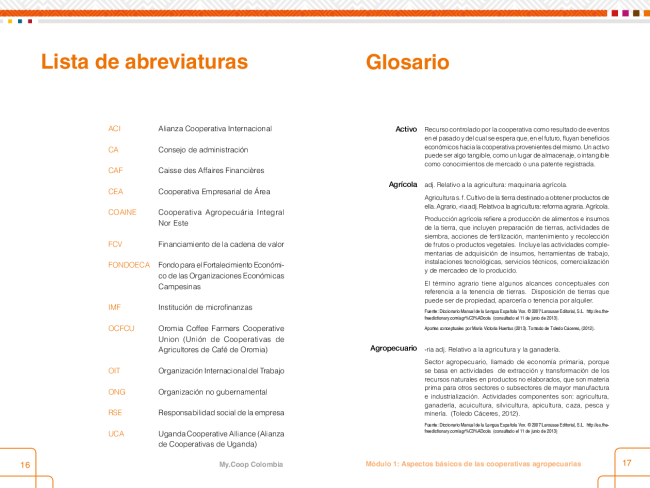 Lista de abreviaturas
ACI Alianza Cooperativa Internacional
CA Consejo de administración
CAF Caisse des Affaires Financières
CEA Cooperativa Empresarial de Área
COAINE Cooperativa Agropecuária Integral
Nor Este
FCV Financiamiento de la cadena de valor
FONDOECA Fondo para el Fortalecimiento Económi-
co de las Organizaciones Económicas
Campesinas
IMF Institución de microfinanzas
OCFCU Oromia Coffee Farmers Cooperative
Union (Unión de Cooperativas de
Agricultores de Café de Oromia)
OIT Organización Internacional del Trabajo
ONG Organización no gubernamental
RSE Responsabilidad social de la empresa
UCA Uganda Cooperative Alliance (Alianza
de Cooperativas de Uganda)
16 My.Coop Colombia
Glosario
Activo Recurso controlado por la cooperativa como resultado de eventos
en el pasado y del cual se espera que, en el futuro, fluyan beneficios
económicos hacia la cooperativa provenientes del mismo. Un activo
puede ser algo tangible, como un lugar de almacenaje, o intangible
como conocimientos de mercado o una patente registrada.
Agrícola adj. Relativo a la agricultura: maquinaria agrícola.
Agricultura s. f. Cultivo de la tierra destinado a obtener productos de
ella. Agrario, -ria adj. Relativo a la agricultura: reforma agraria. Agrícola.
Producción agrícola refiere a producción de alimentos e insumos
de la tierra, que incluyen preparación de tierras, actividades de
siembra, acciones de fertilización, mantenimiento y recolección
de frutos o productos vegetales. Incluye las actividades comple-
mentarias de adquisición de insumos, herramientas de trabajo,
instalaciones tecnológicas, servicios técnicos, comercialización
y de mercadeo de lo producido.
El término agrario tiene algunos alcances conceptuales con
referencia a la tenencia de tierras. Disposición de tierras que
puede ser de propiedad, aparcería o tenencia por alquiler.
Fuente: Diccionario Manual de la Lengua Española Vox. © 2007 Larousse Editorial, S.L. http://es.the-
freedictionary.com/agr%C3%ADcola (consultado el 11 de junio de 2013).
Aportes conceptuales por María Victoria Huertas (2013). Tomado de Toledo Cáceres, (2012).
Agropecuario -ria adj. Relativo a la agricultura y la ganadería.
Sector agropecuario, llamado de economía primaria, porque
se basa en actividades de extracción y transformación de los
recursos naturales en productos no elaborados, que son materia
prima para otros sectores o subsectores de mayor manufactura
e industrialización. Actividades componentes son: agricultura,
ganadería, acuicultura, silvicultura, apicultura, caza, pesca y
minería. (Toledo Cáceres, 2012).
Fuente: Diccionario Manual de la Lengua Española Vox. © 2007 Larousse Editorial, S.L. http://es.the-
freedictionary.com/agr%C3%ADcola (consultado el 11 de junio de 2013)
Módulo 1: Aspectos básicos de las cooperativas agropecuarias 17